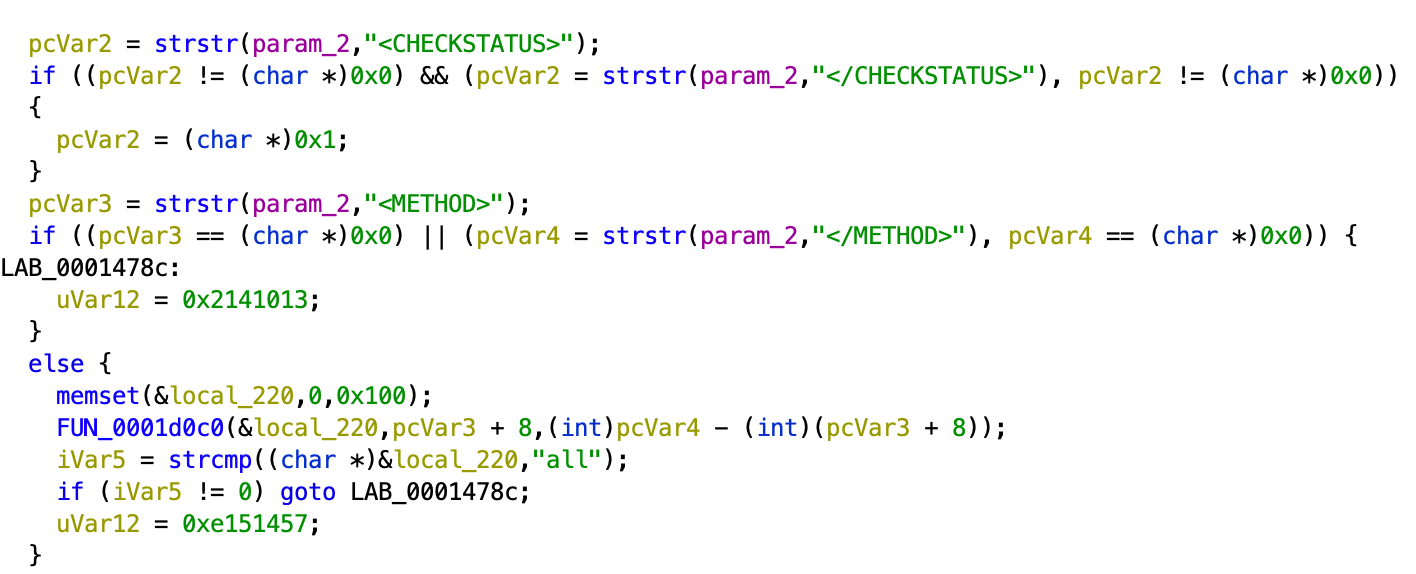 pcVar2 = strstr(param_2,"<CHECKSTATUS>");
if ((pcVar2 != (char *)0x0) && (pcVar2 = strstr(param_2,"</CHECKSTATUS>"), pcVar2 != (char *)0x0))
{
pcVar2 = (char *)0x1;
}
pcVar3 = strstr(param_2,"<METHOD>");
if ((pcVar3 == (char *)0x0) || (pcVar4 = strstr(param_2,"</METHOD>"), pcVar4 == (char *)0x0)) {
LAB_0001478c:
uVar12 = 0x2141013;
}
else {
memset(&local_220,0,0x100);
FUN_0001d0c0(&local_220,pcVar3 + 8,(int)pcVar4 - (int)(pcVar3 + 8));
iVar5 = strcmp((char *)&local_220,"all");
if (iVar5 != 0) goto LAB_0001478c;
uVar12 = 0xe151457;
}